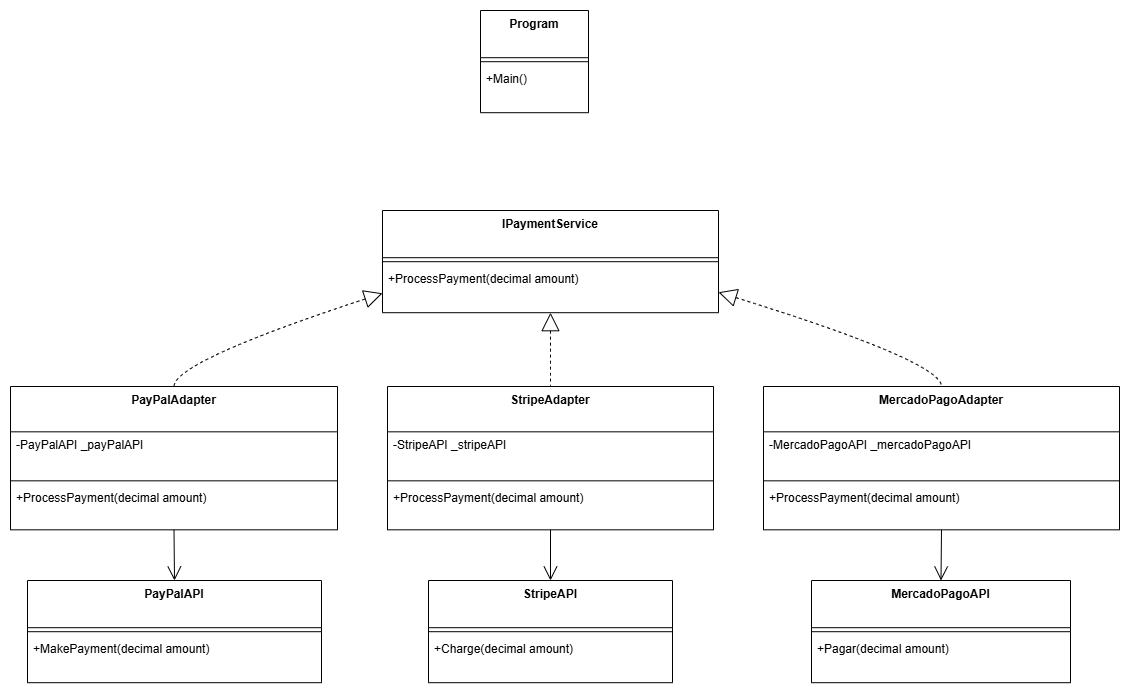 Program
+Main()
IPaymentService
+ProcessPayment(decimal amount)
PayPalAdapter
-PayPalAPI _payPalAPI
+ProcessPayment(decimal amount)
StripeAdapter
-StripeAPI _stripeAPI
+ProcessPayment(decimal amount)
MercadoPagoAdapter
-MercadoPagoAPI _mercadoPagoAPI
+ProcessPayment(decimal amount)
PayPalAPI
+MakePayment(decimal amount)
StripeAPI
+Charge(decimal amount)
MercadoPagoAPI
+Pagar(decimal amount)